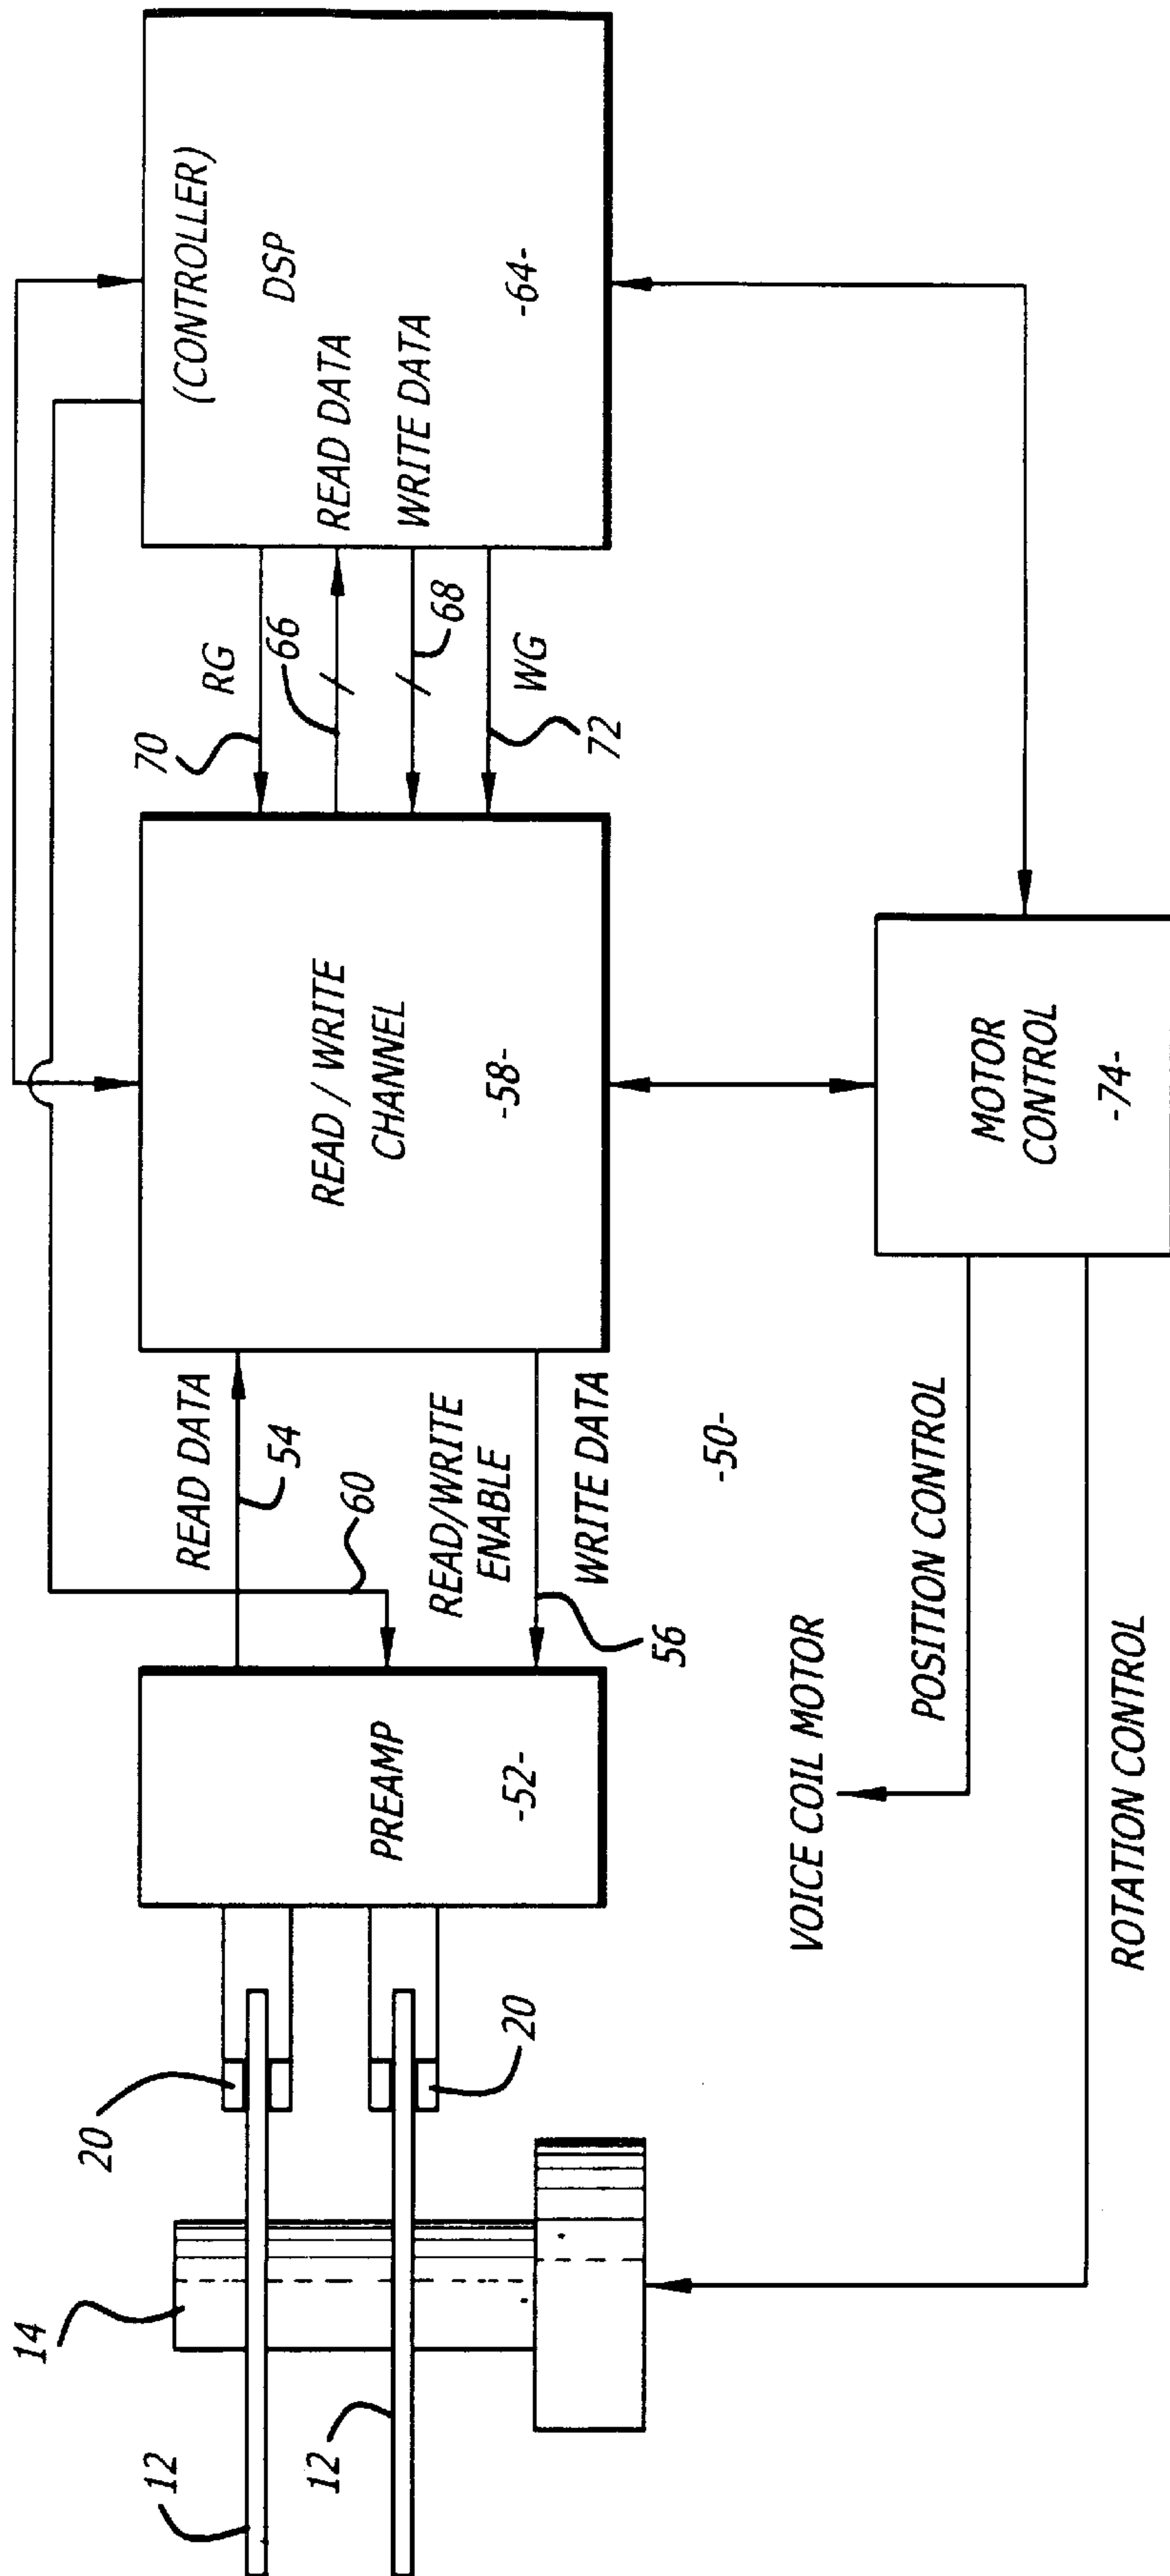 14
12
12
20
20
PREAMP
-52-
READ DATA
54
60
READ/WRITE
ENABLE
WRITE DATA
56
READ / WRITE
CHANNEL
-58-
70
RG
66
68
WG
72
(CONTROLLER)
DSP
READ DATA
WRITE DATA
-64-
-50-
VOICE COIL MOTOR
POSITION CONTROL
ROTATION CONTROL
MOTOR
CONTROL
-74-